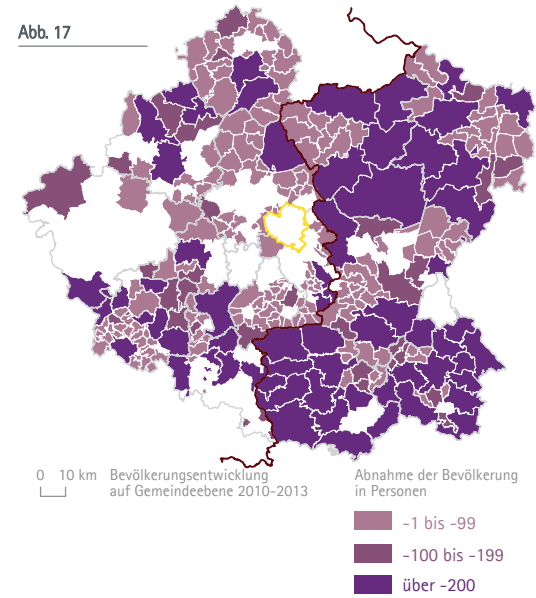 Abb. 17
0 10 km
Bevölkerungsentwicklung
auf Gemeindeebene 2010-2013
Abnahme der Bevölkerung
in Personen
-1 bis -99
-100 bis -199
über -200